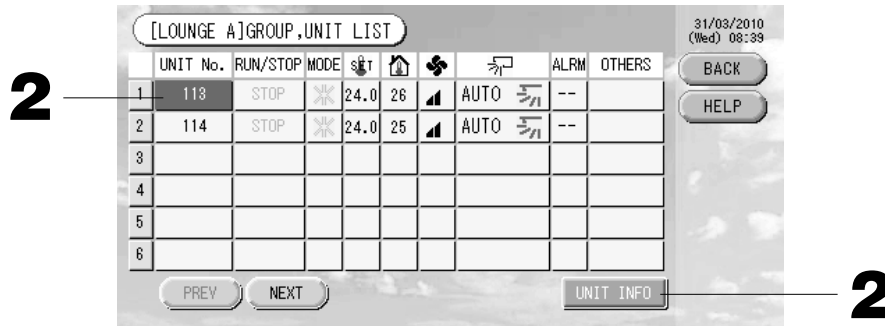 [LOUNGE A]GROUP,UNIT LIST
31/03/2010
(Wed) 08:39
UNIT No. RUN/STOP MODE SET ALRM OTHERS
BACK
2
1 113 STOP 24.0 26 AUTO --
HELP
2 114 STOP 24.0 25 AUTO --
3
4
5
6
PREV NEXT UNIT INFO
2